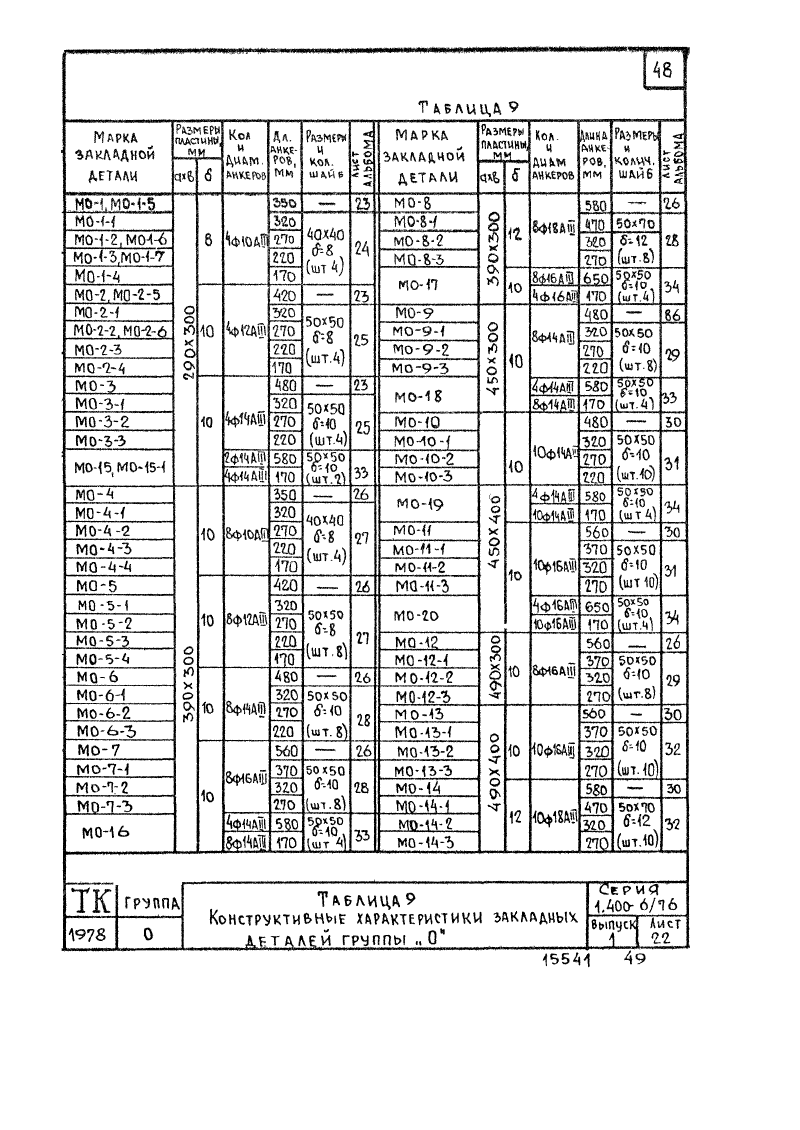 48
ТАБЛИЦА 9
МАРКА ЗАКЛАДНОЙ ДЕТАЛИ | РАЗМЕРЫ ПЛАСТИНЫ, ММ | КОЛ И ДИАМ. АНКЕРОВ | ДЛ. АНКЕ-РОВ, ММ | РАЗМЕРЫ И КОЛ. ШАЙБ | ЛИСТ АЛЬБОМА | МАРКА ЗАКЛАДНОЙ ДЕТАЛИ | РАЗМЕРЫ ПЛАСТИНЫ, ММ | КОЛ. И ДИАМ АНКЕРОВ | ДЛИНА АНКЕ-РОВ, ММ | РАЗМЕРЫ И КОЛИЧ. ШАЙБ | ЛИСТ АЛЬБОМА
ахв | δ | ахв | δ
МО-1, МО-1-5 | 290×300 | 8 | 4ф10АIII | 350 | — | 23
МО-1-1 | 320 | 40×40 δ=8 (шт 4) | 24
МО-1-2, МО1-6 | 270
МО-1-3, МО-1-7 | 220
МО-1-4 | 170
МО-2, МО-2-5 | 10 | 4ф12АIII | 420 | — | 23
МО-2-1 | 320 | 50×50 δ=8 (шт.4) | 25
МО-2-2, МО-2-6 | 270
МО-2-3 | 220
МО-2-4 | 170
МО-3 | 10 | 4ф14АIII | 480 | — | 23
МО-3-1 | 320 | 50×50 δ=10 (шт.4) | 25
МО-3-2 | 270
МО-3-3 | 220
МО-15, МО-15-1 | 2ф14АIII | 580 | 50×50 δ=10 (шт.2) | 33
4ф14АIII | 170
МО-4 | 390×300 | 10 | 8ф10АIII | 350 | — | 26
МО-4-1 | 320 | 40×40 δ=8 (шт.4) | 27
МО-4-2 | 270
МО-4-3 | 220
МО-4-4 | 170
МО-5 | 10 | 8ф12АIII | 420 | — | 26
МО-5-1 | 320 | 50×50 δ=8 (шт.8) | 27
МО-5-2 | 270
МО-5-3 | 220
МО-5-4 | 170
МО-6 | 10 | 8ф14АIII | 480 | — | 26
МО-6-1 | 320 | 50×50 δ=10 (шт.8) | 28
МО-6-2 | 270
МО-6-3 | 220
МО-7 | 10 | 8ф16АIII | 560 | — | 26
МО-7-1 | 370 | 50×50 δ=10 (шт.8) | 28
МО-7-2 | 320
МО-7-3 | 270
МО-16 | 4ф14АIII | 580 | 50×50 δ=10 (шт 4) | 33
8ф14АIII | 170
МО-8 | 390×300 | 12 | 8ф18АIII | 580 | — | 26
МО-8-1 | 470 | 50×70 δ=12 (шт.8) | 28
МО-8-2 | 320
МО-8-3 | 270
МО-17 | 10 | 8ф16АIII | 650 | 50×50 δ=10, (шт.4) | 34
4ф16АIII | 170
МО-9 | 450×300 | 10 | 8ф14АIII | 480 | — | 86
МО-9-1 | 320 | 50×50 δ=10 (шт.8) | 29
МО-9-2 | 270
МО-9-3 | 220
МО-18 | 4ф14АIII | 580 | 50×50 δ=10 (шт.4) | 33
8ф14АIII | 170
МО-10 | 450×400 | 10 | 10ф14АIII | 480 | — | 30
МО-10-1 | 320 | 50×50 δ=10 (шт.10) | 31
МО-10-2 | 270
МО-10-3 | 220
МО-19 | 4ф14АIII | 580 | 50×50 δ=10 (шт 4) | 34
10ф14АIII | 170
МО-11 | 10 | 10ф16АIII | 560 | — | 30
МО-11-1 | 370 | 50×50 δ=10 (шт 10) | 31
МО-11-2 | 320
МО-11-3 | 270
МО-20 | 4ф16АIII | 650 | 50×50 δ=10, (шт.4) | 34
10ф16АIII | 170
МО-12 | 490×300 | 10 | 8ф16АIII | 560 | — | 26
МО-12-1 | 370 | 50×50 δ=10 (шт.8) | 29
МО-12-2 | 320
МО-12-3 | 270
МО-13 | 490×400 | 10 | 10ф16АIII | 560 | — | 30
МО-13-1 | 370 | 50×50 δ=10 (шт.10) | 32
МО-13-2 | 320
МО-13-3 | 270
МО-14 | 12 | 10ф18АIII | 580 | — | 30
МО-14-1 | 470 | 50×70 δ=12 (шт.10) | 32
МО-14-2 | 320
МО-14-3 | 270
ТК | ГРУППА
1978 | О
ТАБЛИЦА 9
КОНСТРУКТИВНЫЕ ХАРАКТЕРИСТИКИ ЗАКЛАДНЫХ
ДЕТАЛЕЙ ГРУППЫ „О"
СЕРИЯ
1.400-6/76
Выпуск 1 | Лист 22
15541 49